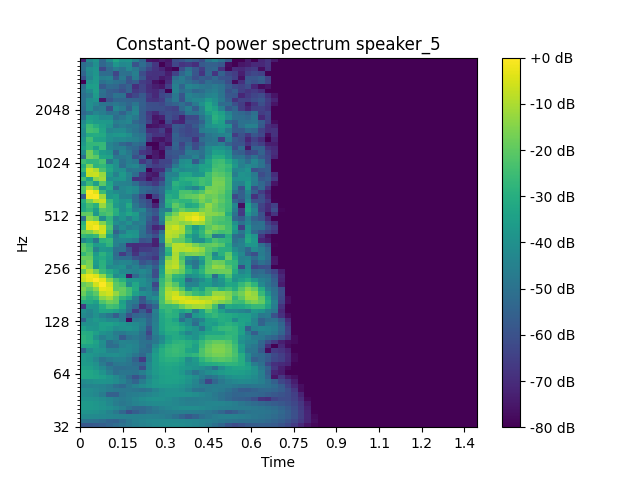 Constant-Q power spectrum speaker_5
Hz
2048
1024
512
256
128
64
32
0 0.15 0.3 0.45 0.6 0.75 0.9 1.1 1.2 1.4
Time
+0 dB
-10 dB
-20 dB
-30 dB
-40 dB
-50 dB
-60 dB
-70 dB
-80 dB